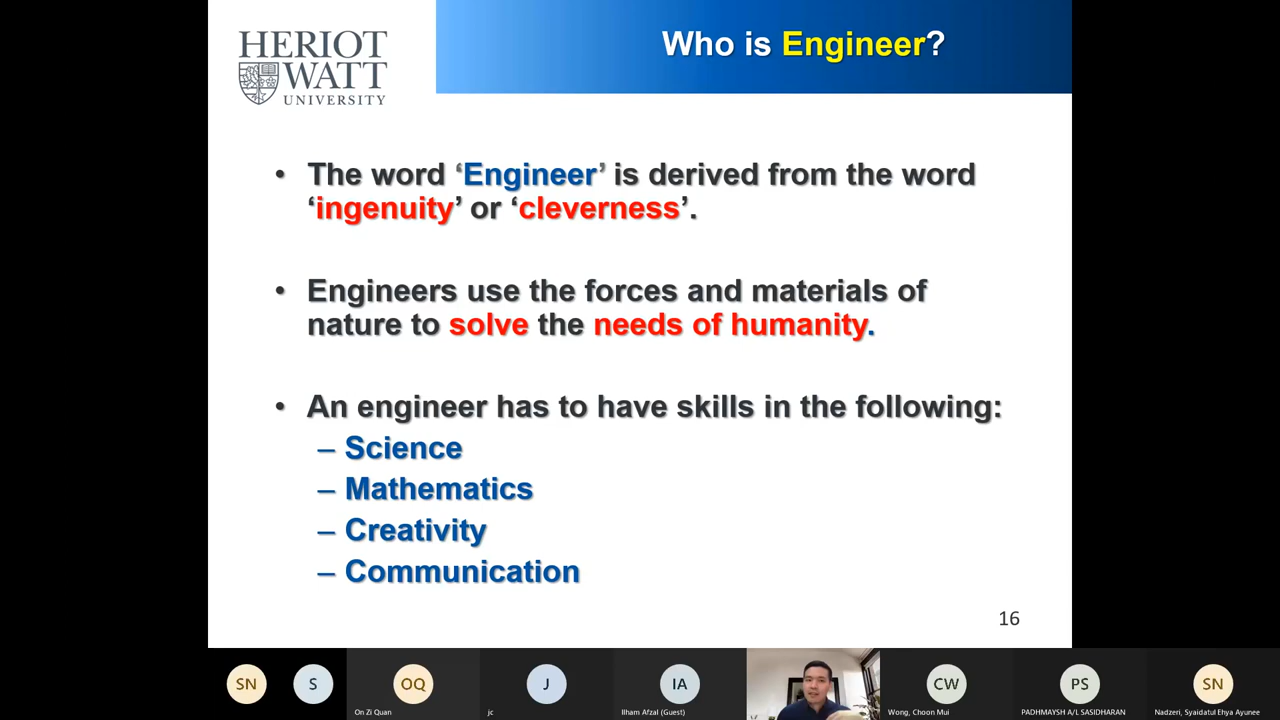 HERIOT
WATT
UNIVERSITY
Who is Engineer?
• The word ‘Engineer’ is derived from the word
‘ingenuity’ or ‘cleverness’.
• Engineers use the forces and materials of
nature to solve the needs of humanity.
• An engineer has to have skills in the following:
– Science
– Mathematics
– Creativity
– Communication
16
SN S OQ J IA CW PS SN
On Zi Quan jc Ilham Afzal (Guest) Wong, Choon Mui PADHMAYSH A/L SASIDHARAN Nadzeri, Syaidatul Ehya Ayunee